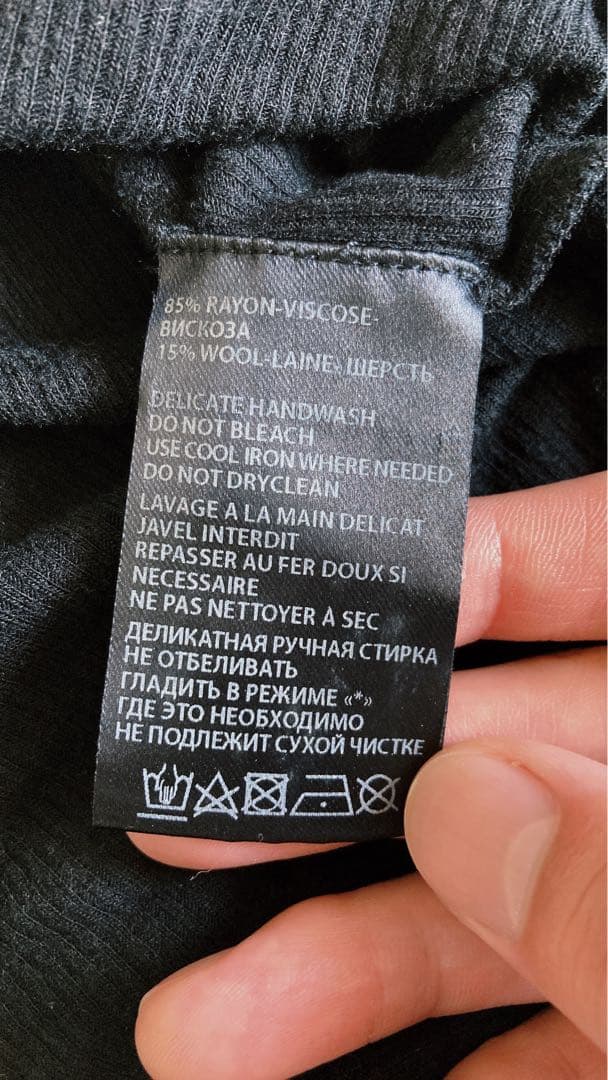 85% RAYON-VISCOSE-
ВИСКОЗА
15% WOOL-LAINE- ШЕРСТЬ
DELICATE HANDWASH
DO NOT BLEACH
USE COOL IRON WHERE NEEDED
DO NOT DRYCLEAN
LAVAGE A LA MAIN DELICAT
JAVEL INTERDIT
REPASSER AU FER DOUX SI
NECESSAIRE
NE PAS NETTOYER A SEC
ДЕЛИКАТНАЯ РУЧНАЯ СТИРКА
НЕ ОТБЕЛИВАТЬ
ГЛАДИТЬ В РЕЖИМЕ «*»
ГДЕ ЭТО НЕОБХОДИМО
НЕ ПОДЛЕЖИТ СУХОЙ ЧИСТКЕ